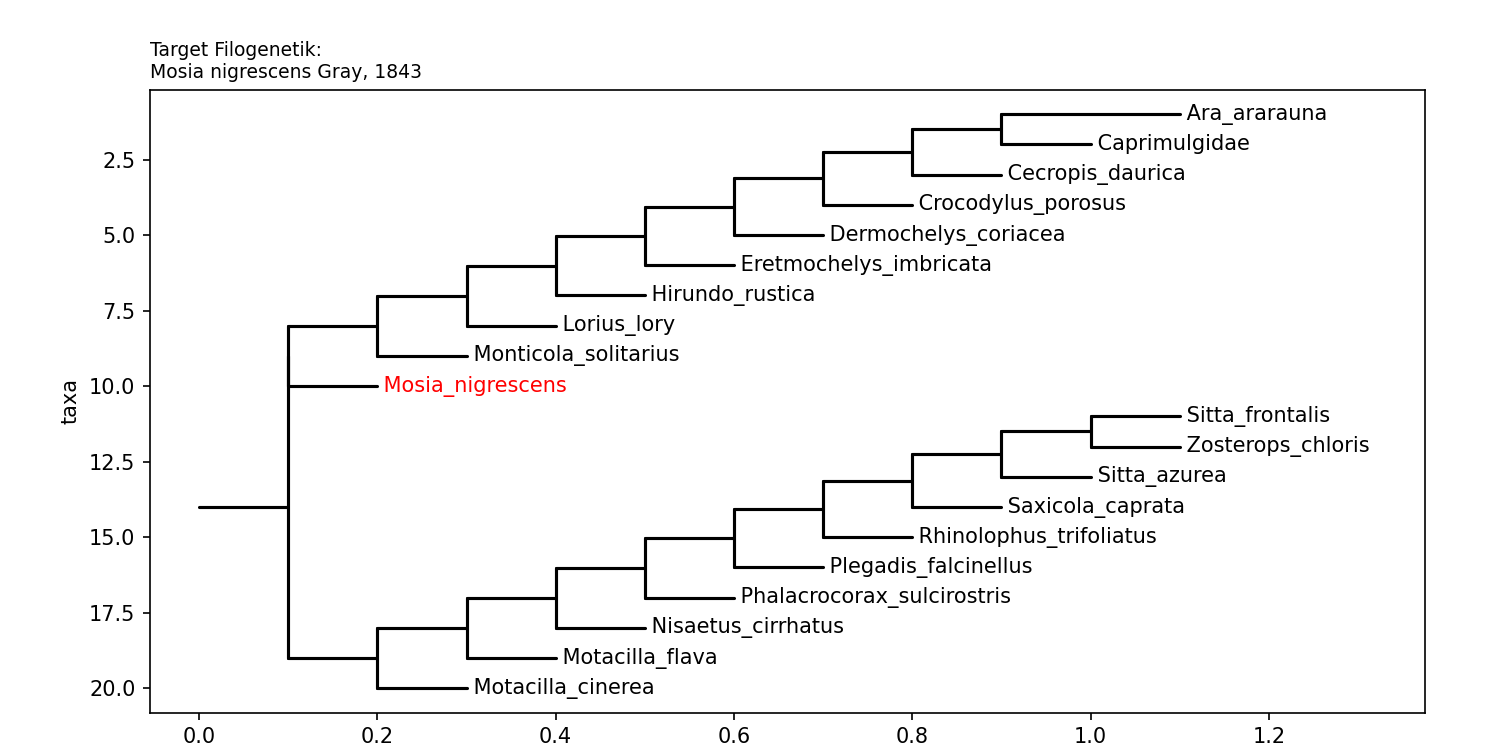 Target Filogenetik:
Mosia nigrescens Gray, 1843
Ara_ararauna
Caprimulgidae
2.5
Cecropis_daurica
Crocodylus_porosus
5.0
Dermochelys_coriacea
Eretmochelys_imbricata
Hirundo_rustica
7.5
Lorius_lory
Monticola_solitarius
10.0
Mosia_nigrescens
taxa
Sitta_frontalis
Zosterops_chloris
12.5
Sitta_azurea
Saxicola_caprata
15.0
Rhinolophus_trifoliatus
Plegadis_falcinellus
Phalacrocorax_sulcirostris
17.5
Nisaetus_cirrhatus
Motacilla_flava
20.0
Motacilla_cinerea
0.0 0.2 0.4 0.6 0.8 1.0 1.2